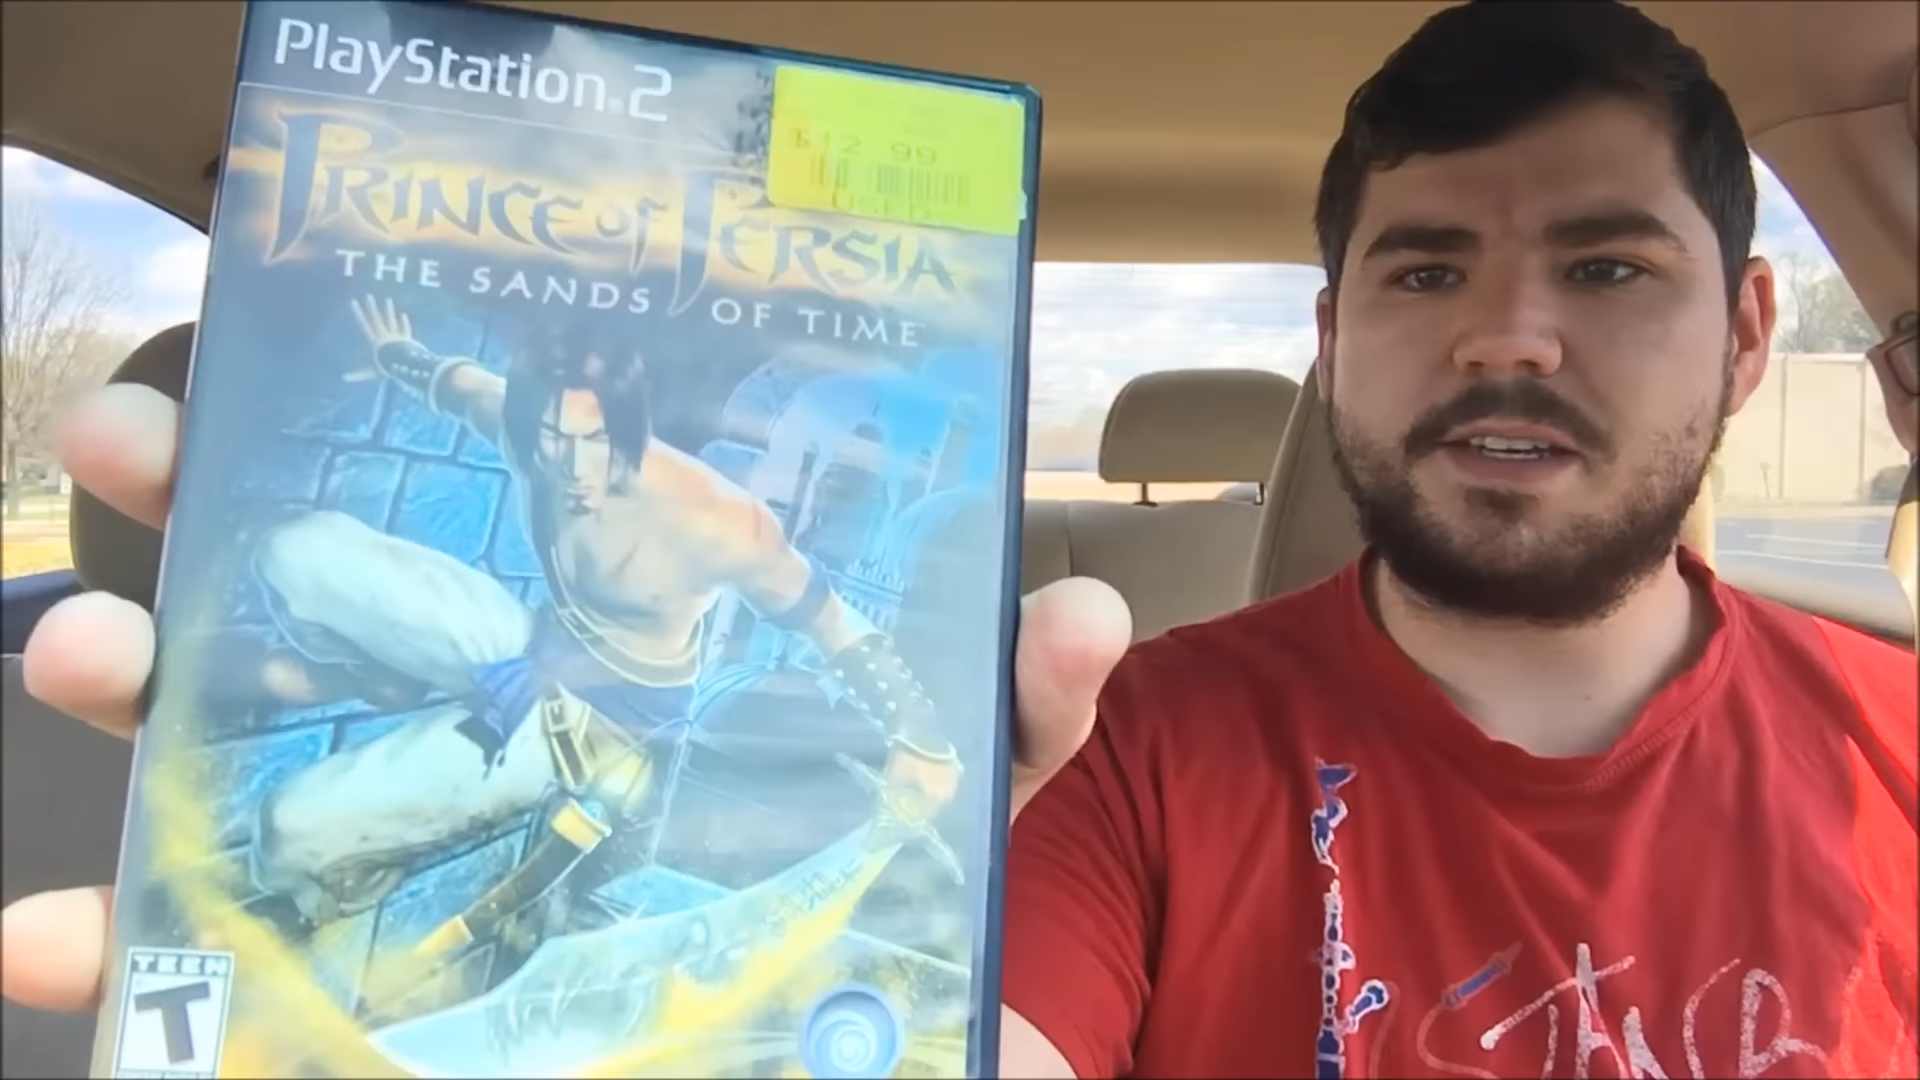 PlayStation 2
$12.99
USED
PRINCE OF PERSIA
THE SANDS OF TIME
TEEN
T